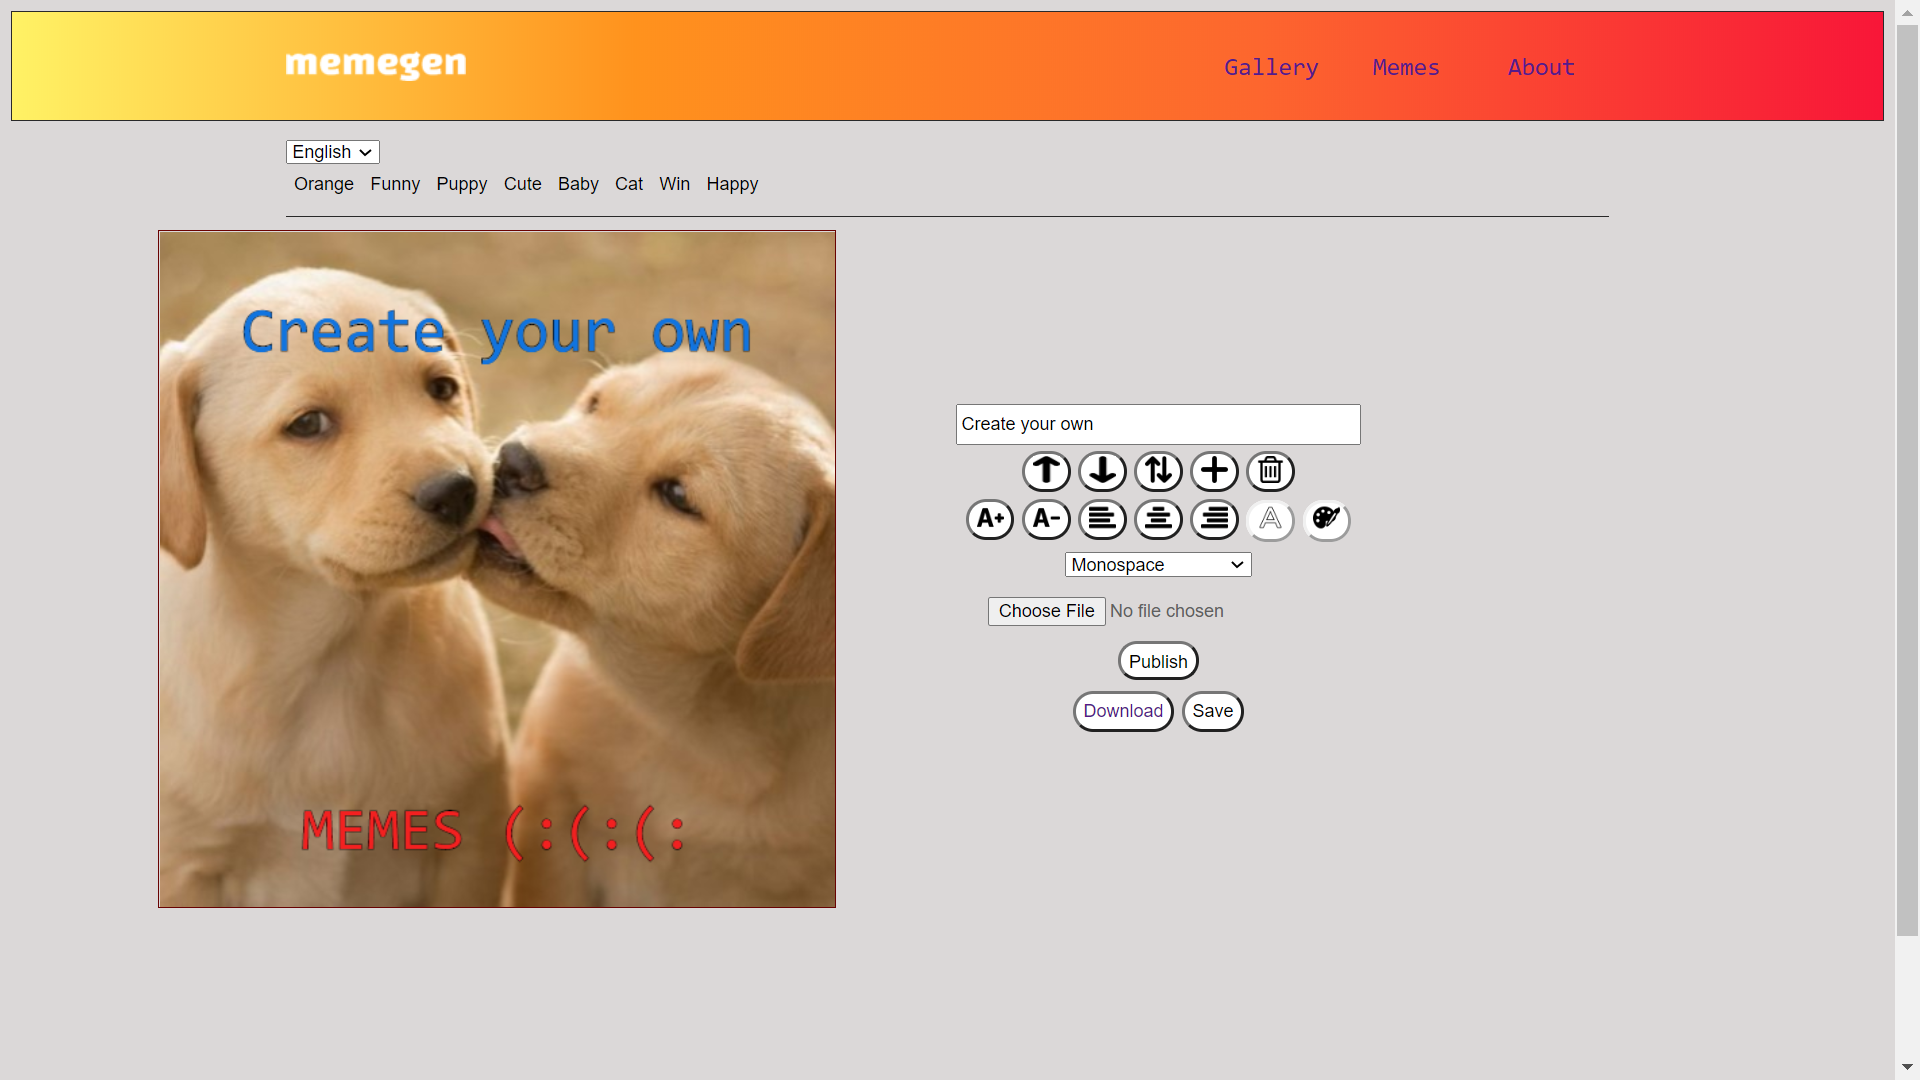 memegen
Gallery Memes About
English
Orange Funny Puppy Cute Baby Cat Win Happy
Create your own
Create your own
A+ A- A
Monospace
Choose File No file chosen
Publish
Download Save
MEMES (:(:(: